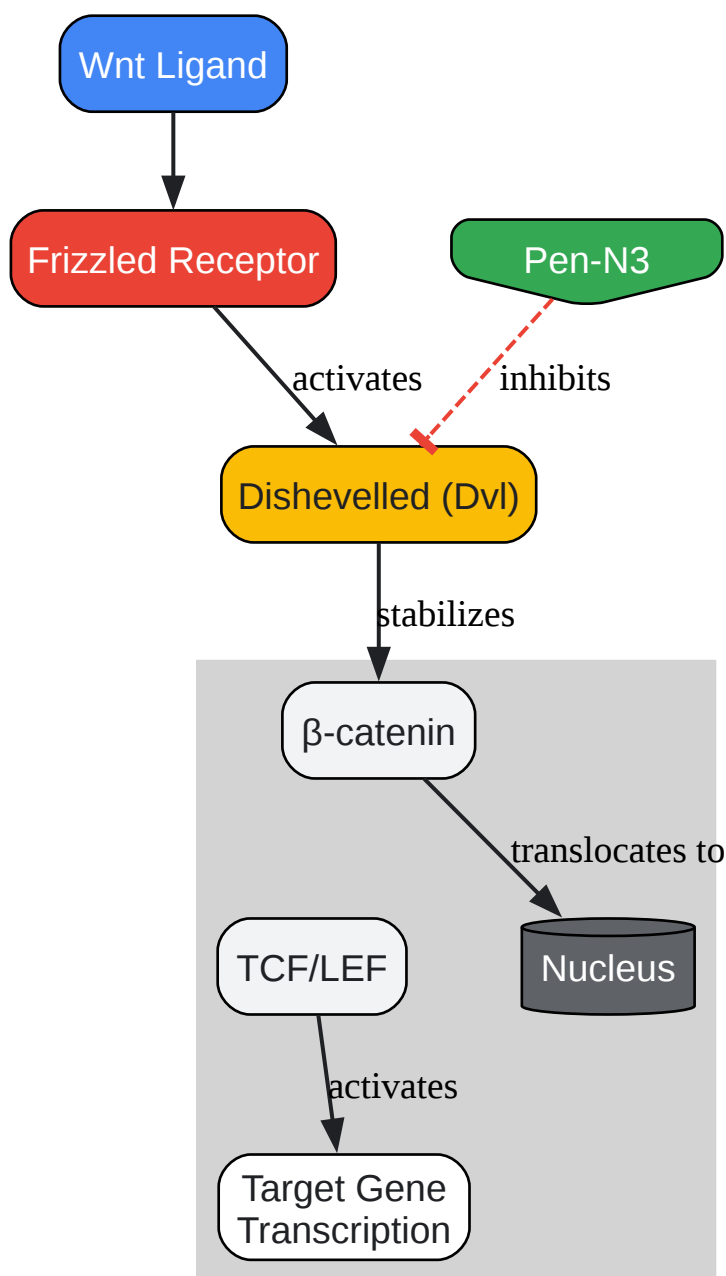 Wnt Ligand
Frizzled Receptor
Pen-N3
activates
inhibits
Dishevelled (Dvl)
stabilizes
β-catenin
translocates to
TCF/LEF
Nucleus
activates
Target Gene
Transcription